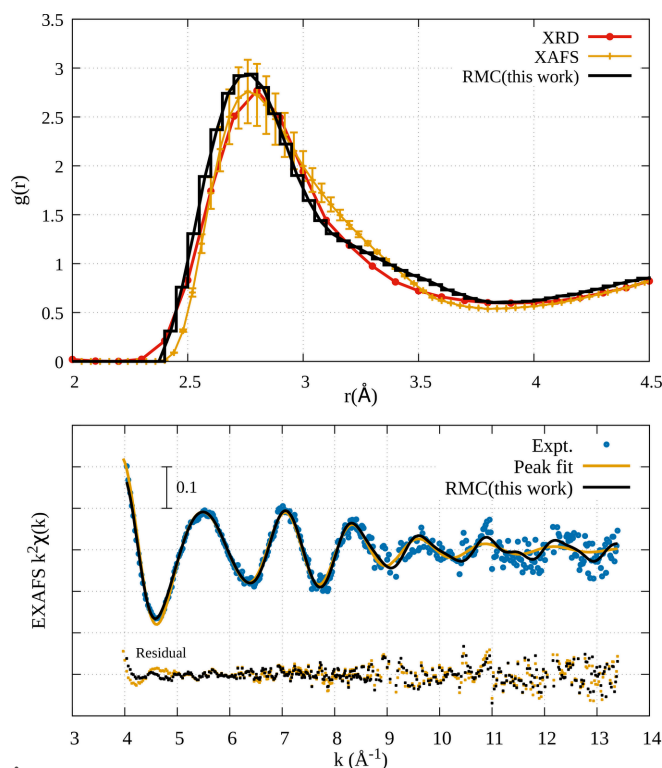 3.5
3
2.5
2
1.5
1
0.5
0
g(r)
XRD
XAFS
RMC(this work)
2 2.5 3 3.5 4 4.5
r(Å)
EXAFS k²χ(k)
0.1
Expt.
Peak fit
RMC(this work)
Residual
3 4 5 6 7 8 9 10 11 12 13 14
k (Å⁻¹)